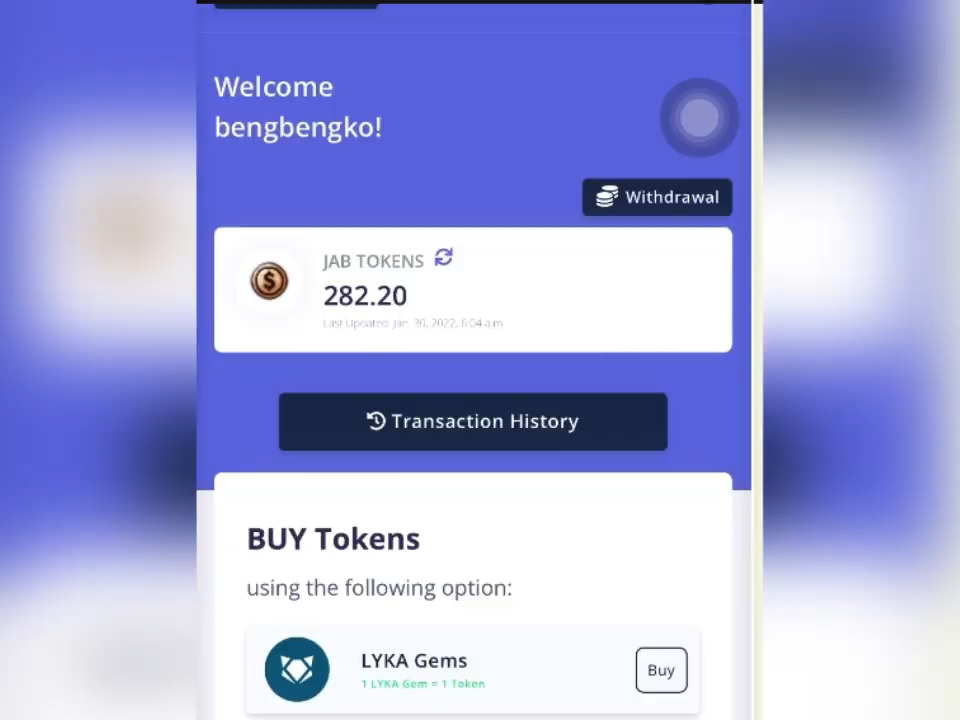 Welcome
bengbengko!
Withdrawal
JAB TOKENS
282.20
Last Updated: Jan. 30, 2022, 6:04 a.m.
Transaction History
BUY Tokens
using the following option:
LYKA Gems
1 LYKA Gem = 1 Token
Buy